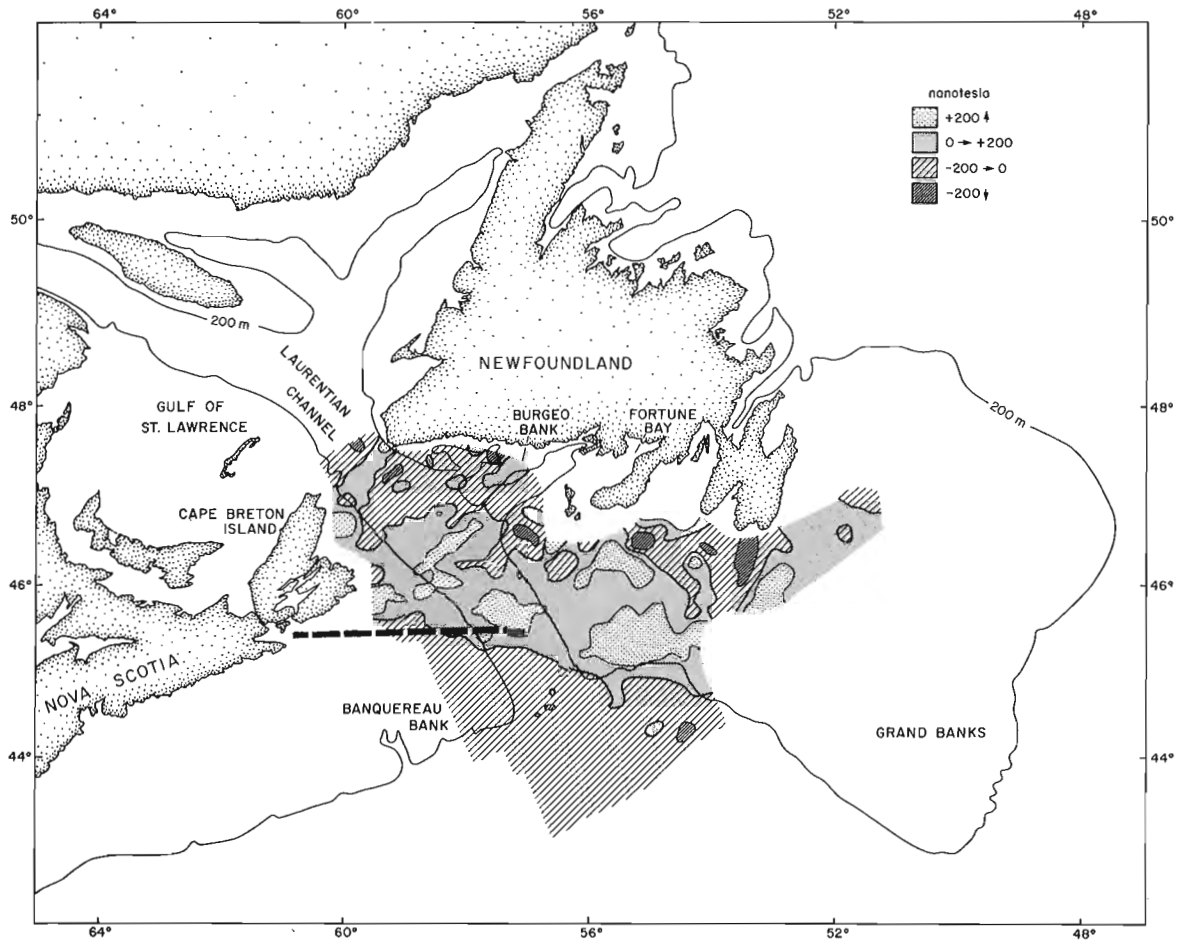 64° 60° 56° 52° 48°
nanotesla
+200 ↑
0 → +200
-200 → 0
-200 ↓
50° 50°
200 m
NEWFOUNDLAND
LAURENTIAN
CHANNEL
GULF OF
ST. LAWRENCE
BURGEO
BANK
FORTUNE
BAY
48° 48°
200 m
CAPE BRETON
ISLAND
46° 46°
NOVA SCOTIA
BANQUEREAU
BANK
GRAND BANKS
44° 44°
64° 60° 56° 52° 48°